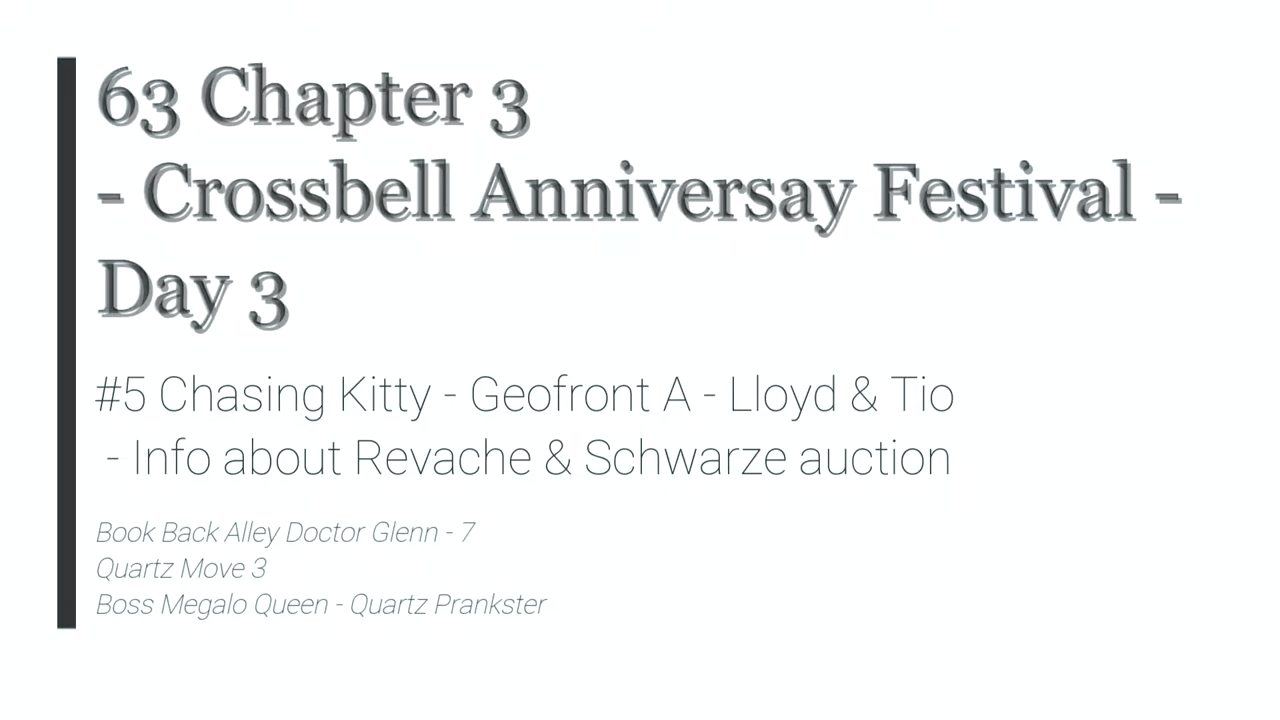 63 Chapter 3
- Crossbell Anniversay Festival -
Day 3
#5 Chasing Kitty - Geofront A - Lloyd & Tio
- Info about Revache & Schwarze auction
Book Back Alley Doctor Glenn - 7
Quartz Move 3
Boss Megalo Queen - Quartz Prankster